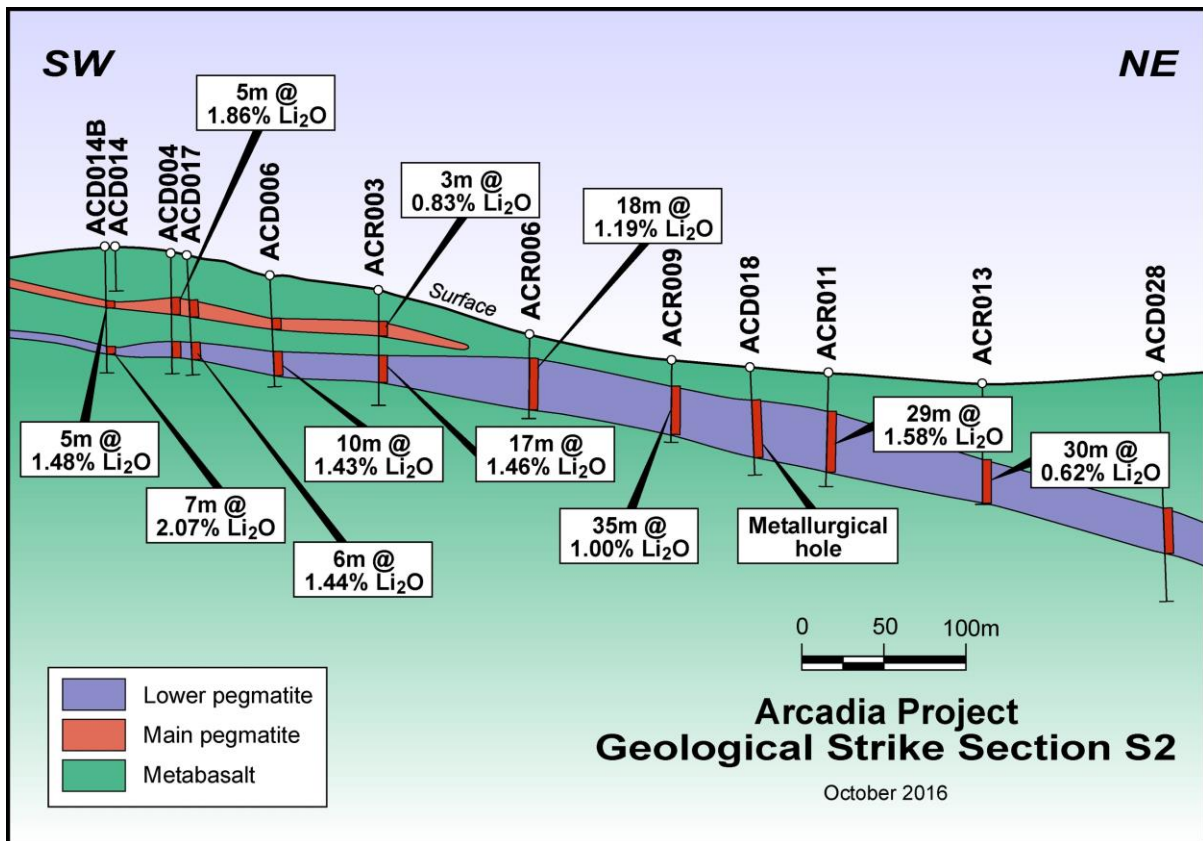 SW
NE
5m @
1.86% Li₂O
ACD014B
ACD014
ACD004
ACD017
ACD006
ACR003
3m @
0.83% Li₂O
ACR006
18m @
1.19% Li₂O
ACR009
ACD018
ACR011
ACR013
ACD028
Surface
5m @
1.48% Li₂O
7m @
2.07% Li₂O
6m @
1.44% Li₂O
10m @
1.43% Li₂O
17m @
1.46% Li₂O
35m @
1.00% Li₂O
Metallurgical
hole
29m @
1.58% Li₂O
30m @
0.62% Li₂O
0 50 100m
Lower pegmatite
Main pegmatite
Metabasalt
Arcadia Project
Geological Strike Section S2
October 2016